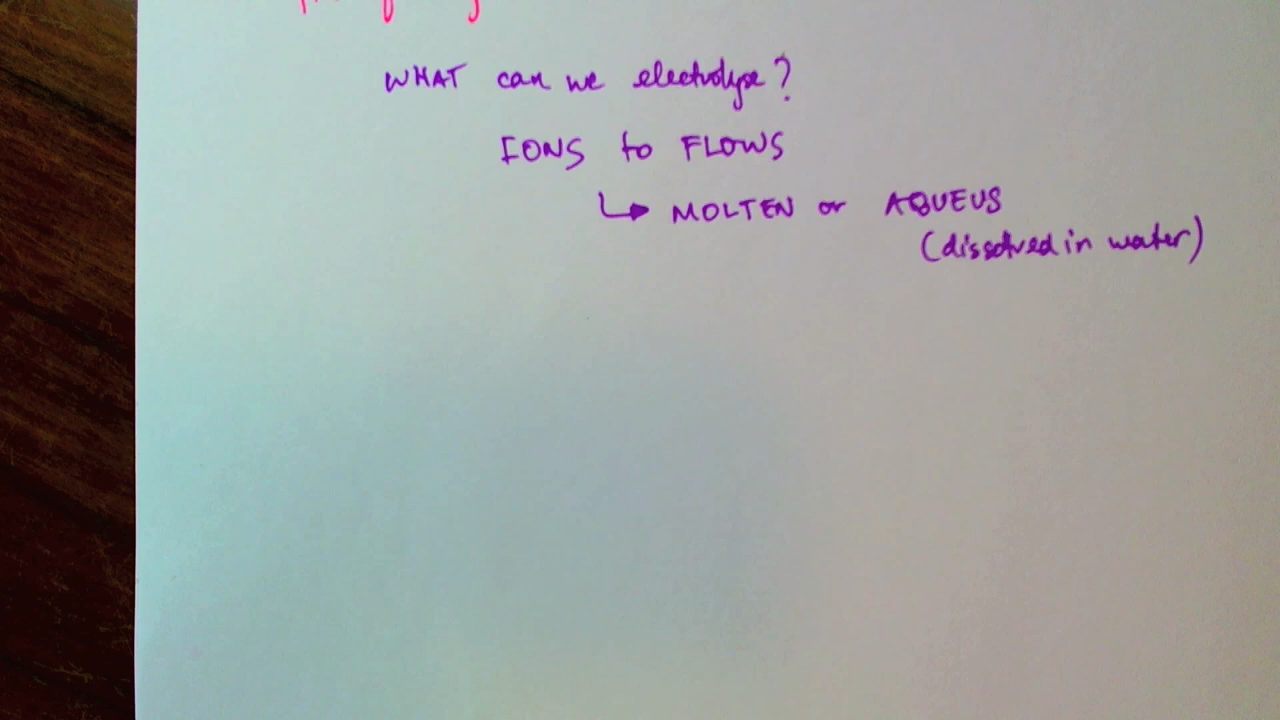 WHAT can we electrolyse?
IONS to FLOWS
↳ MOLTEN or AQUEUS
(dissolved in water)